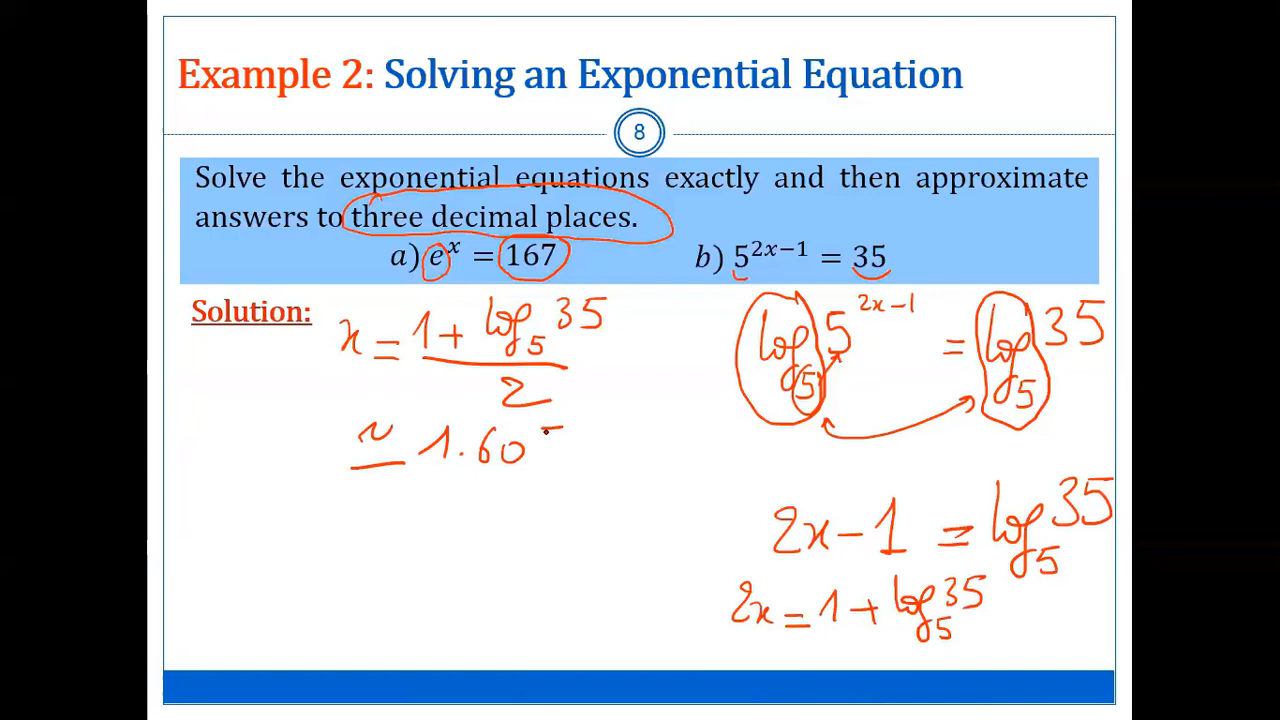 Example 2: Solving an Exponential Equation
8
Solve the exponential equations exactly and then approximate
answers to three decimal places.
a) e^x = 167 b) 5^{2x−1} = 35
Solution:
x = (1 + log_5 35)/2
≃ 1.60
log_5 5^{2x−1} = log_5 35
2x − 1 = log_5 35
2x = 1 + log_5 35